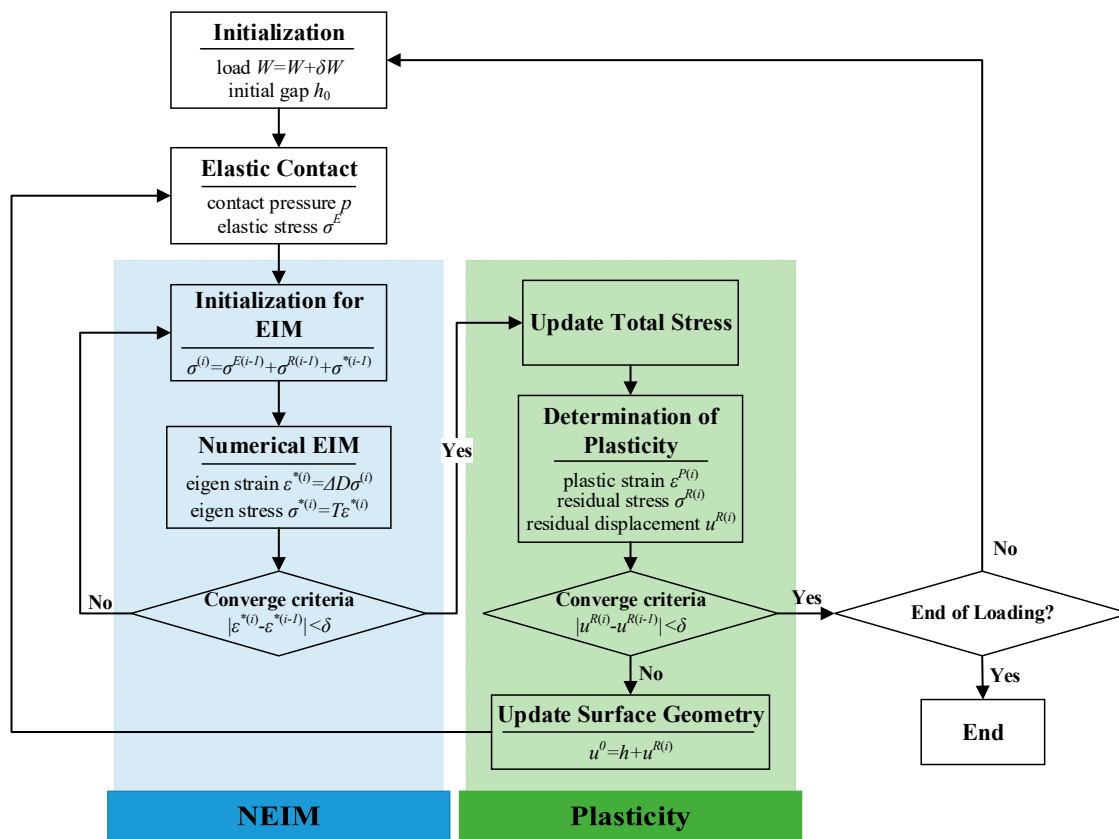 Initialization
load W=W+δW
initial gap h₀
Elastic Contact
contact pressure p
elastic stress σᴱ
Initialization for
EIM
σ⁽ⁱ⁾=σᴱ⁽ⁱ⁻¹⁾+σᴿ⁽ⁱ⁻¹⁾+σ*⁽ⁱ⁻¹⁾
Numerical EIM
eigen strain ε*⁽ⁱ⁾=ΔDσ⁽ⁱ⁾
eigen stress σ*⁽ⁱ⁾=Tε*⁽ⁱ⁾
No
Converge criteria
|ε*⁽ⁱ⁾-ε*⁽ⁱ⁻¹⁾|<δ
Yes
NEIM
Update Total Stress
Determination of
Plasticity
plastic strain εᴾ⁽ⁱ⁾
residual stress σᴿ⁽ⁱ⁾
residual displacement uᴿ⁽ⁱ⁾
Converge criteria
|uᴿ⁽ⁱ⁾-uᴿ⁽ⁱ⁻¹⁾|<δ
Yes
No
Update Surface Geometry
u⁰=h+uᴿ⁽ⁱ⁾
Plasticity
No
End of Loading?
Yes
End